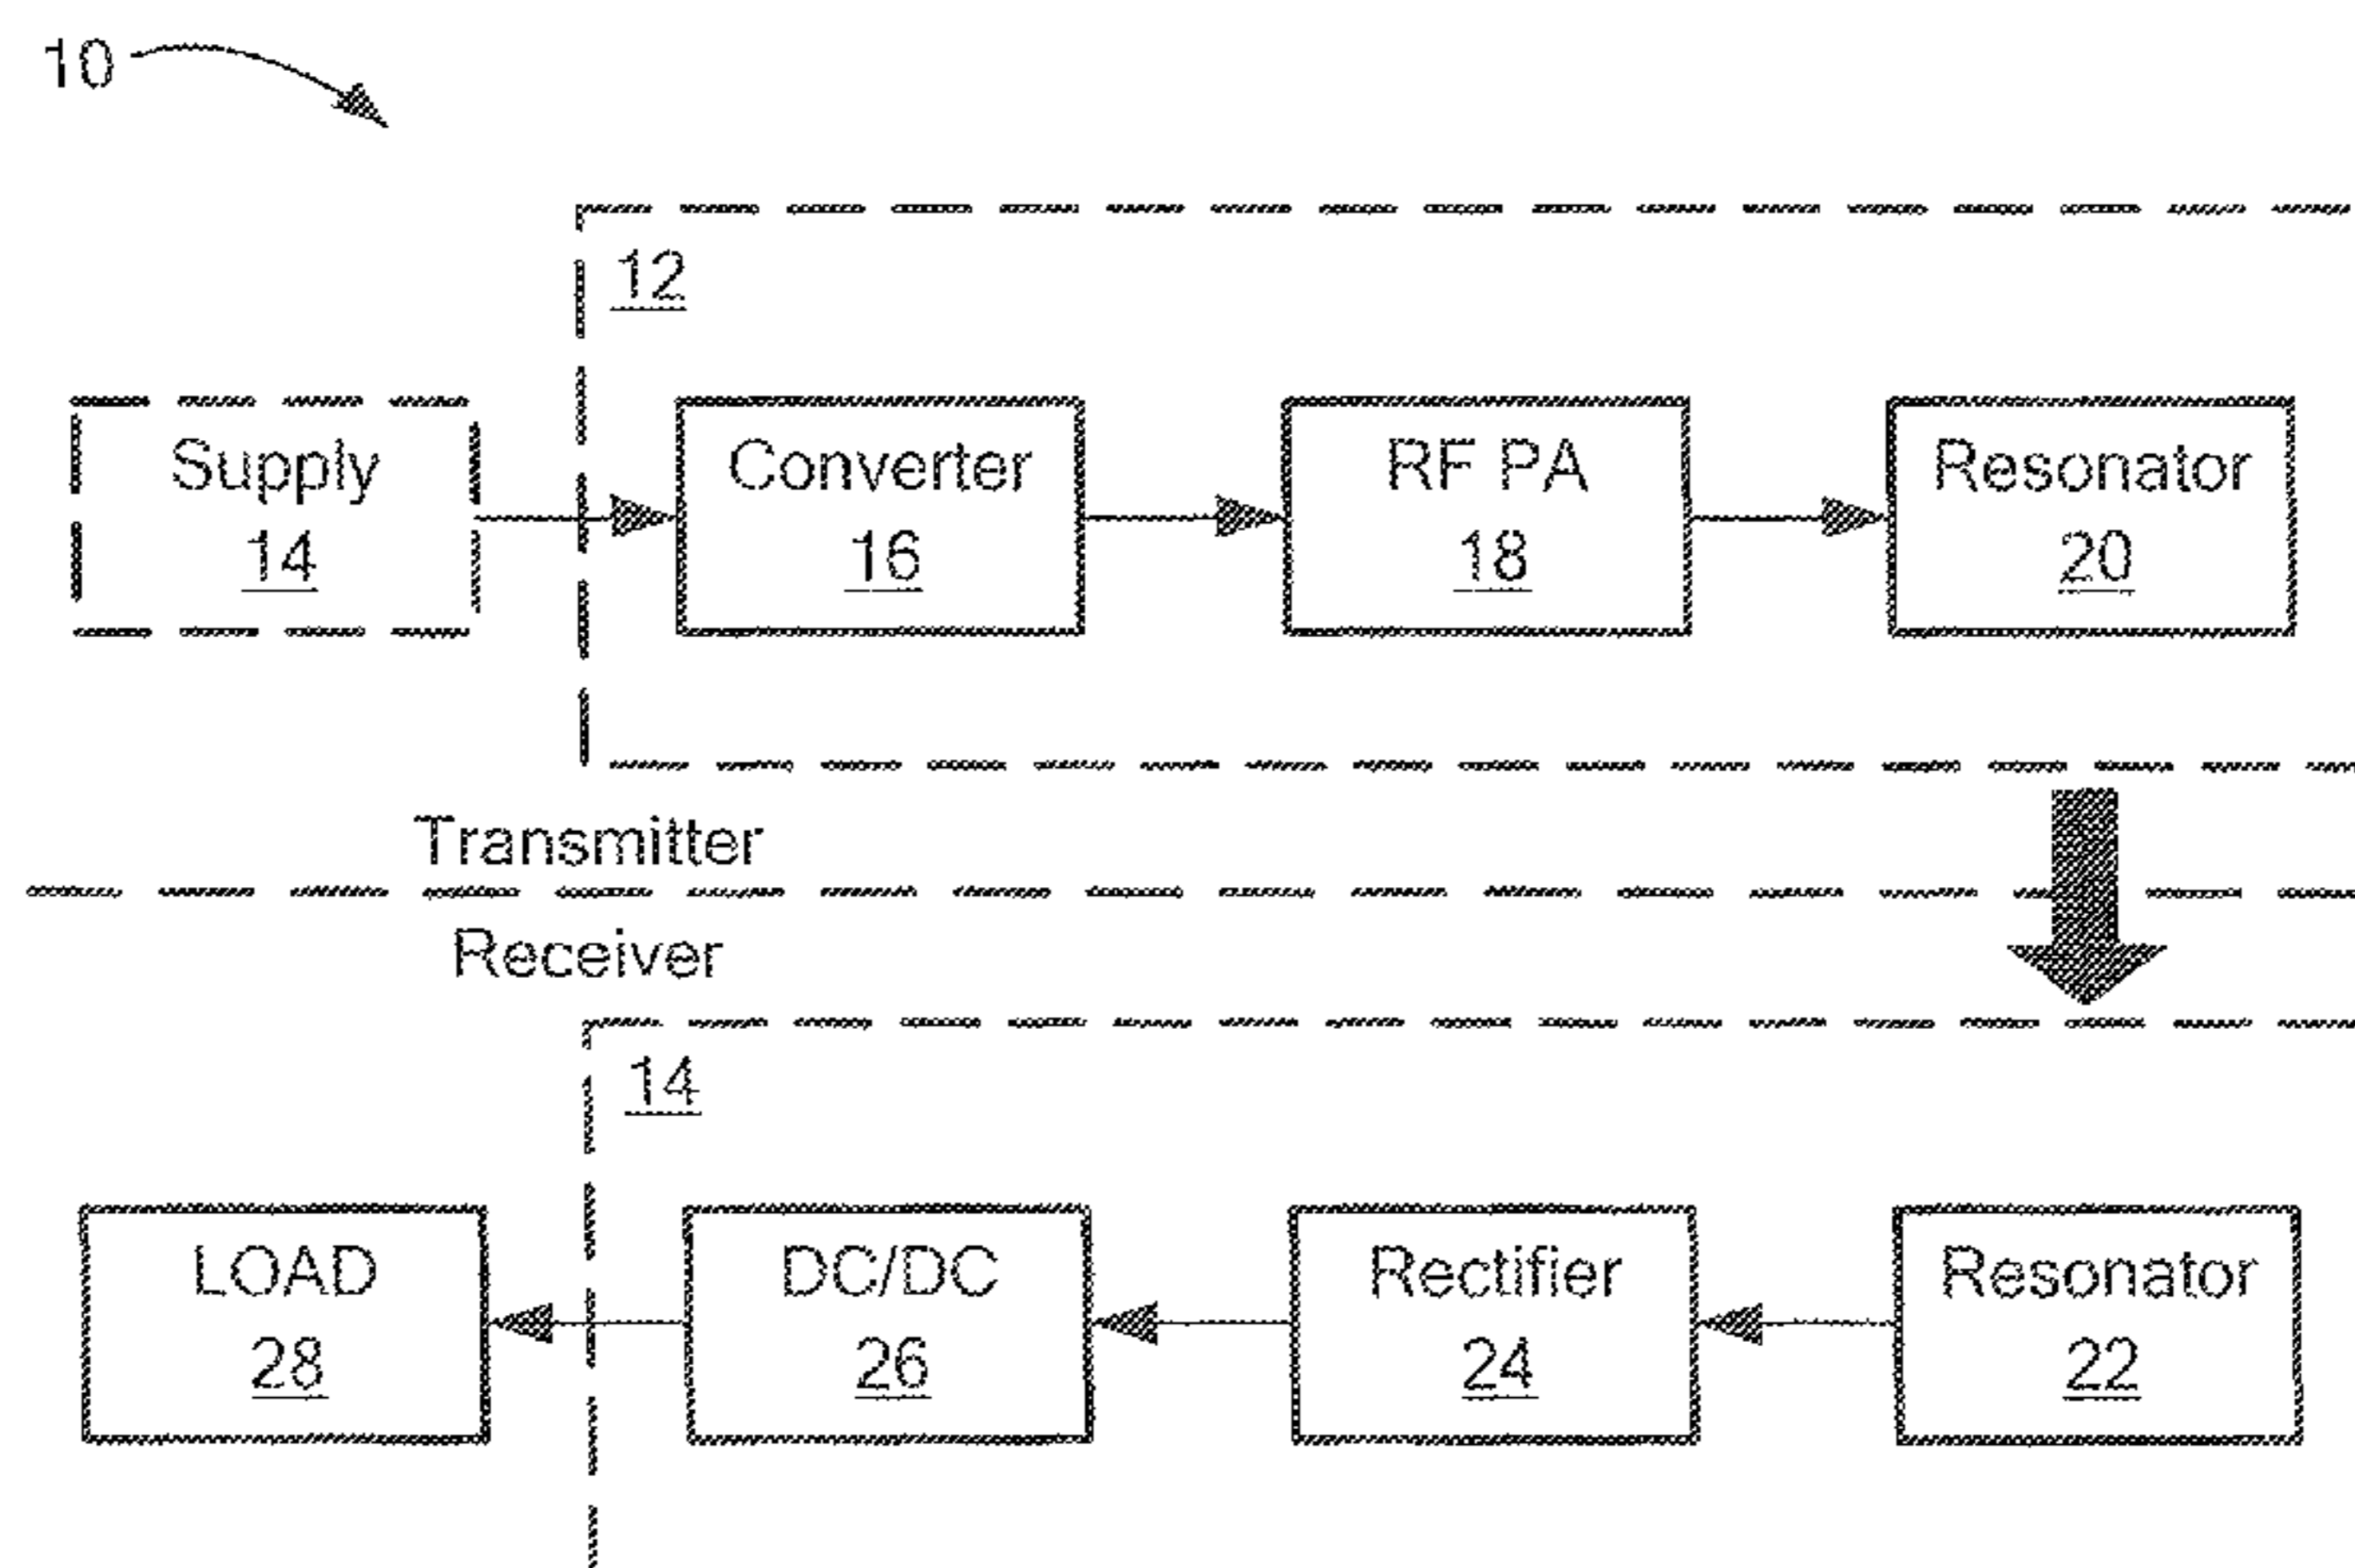 10
12
Supply
14
Converter
16
RF PA
18
Resonator
20
Transmitter
Receiver
14
LOAD
28
DC/DC
26
Rectifier
24
Resonator
22